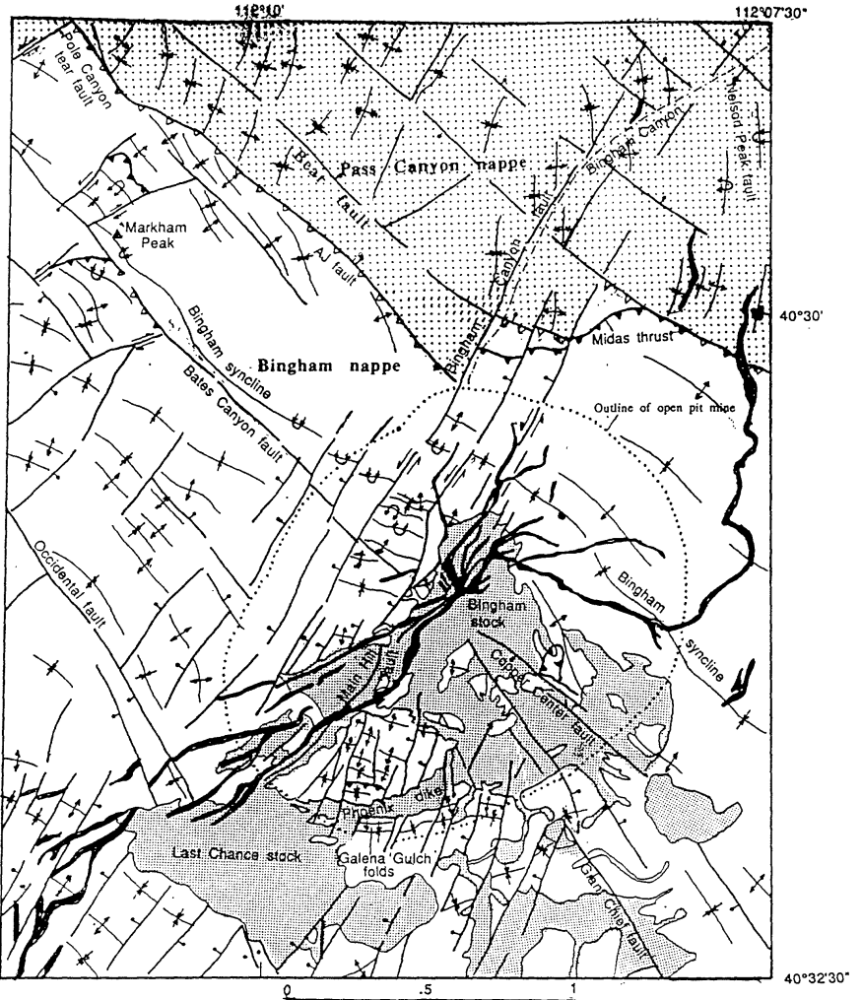 112°10'
112°07'30"
Pole Canyon
tear fault
Nelson Peak fault
Bingham Canyon
Pass Canyon nappe
Bear
fault
Markham
Peak
AJ fault
Bingham Canyon fault
40°30'
Midas thrust
Bingham syncline
Bingham nappe
Bates Canyon fault
Outline of open pit mine
Occidental fault
Bingham
stock
Bingham
syncline
Main Hill
fault
Copper Center fault
Phoenix dike
Last Chance stock
Galena Gulch
folds
Giant Chief fault
40°32'30"
0 .5 1